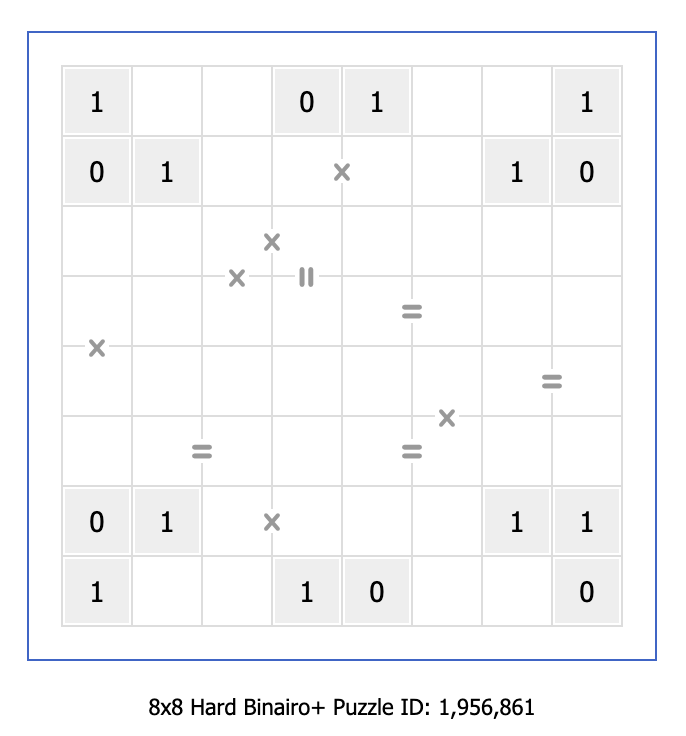 1 0 1 1
0 1 × 1 0
×
× =
=
×
=
×
= =
0 1 × 1 1
1 1 0 0
8x8 Hard Binairo+ Puzzle ID: 1,956,861